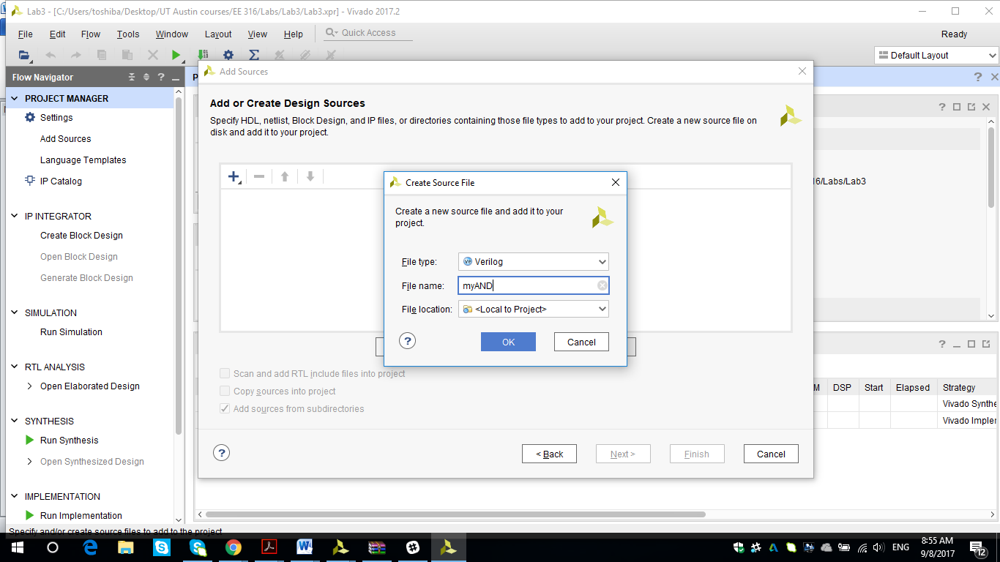 Lab3 - [C:/Users/toshiba/Desktop/UT Austin courses/EE 316/Labs/Lab3/Lab3.xpr] - Vivado 2017.2
File Edit Flow Tools Window Layout View Help Quick Access Ready
Default Layout
Flow Navigator
PROJECT MANAGER
Settings
Add Sources
Language Templates
IP Catalog
IP INTEGRATOR
Create Block Design
Open Block Design
Generate Block Design
SIMULATION
Run Simulation
RTL ANALYSIS
Open Elaborated Design
SYNTHESIS
Run Synthesis
Open Synthesized Design
IMPLEMENTATION
Run Implementation
Specify and/or create source files to add to the project
Add Sources
Add or Create Design Sources
Specify HDL, netlist, Block Design, and IP files, or directories containing those file types to add to your project. Create a new source file on
disk and add it to your project.
Create Source File
Create a new source file and add it to your
project.
File type: Verilog
File name: myAND
File location: <Local to Project>
OK Cancel
Scan and add RTL include files into project
Copy sources into project
Add sources from subdirectories
< Back Next > Finish Cancel
16/Labs/Lab3
M DSP Start Elapsed Strategy
Vivado Synthe
Vivado Impler
ENG
8:55 AM
9/8/2017
12